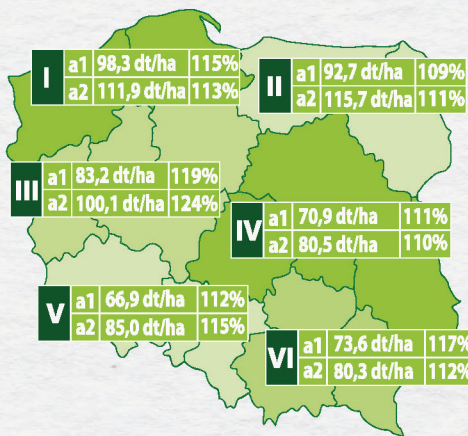 I a1 98,3 dt/ha 115%
a2 111,9 dt/ha 113%
II a1 92,7 dt/ha 109%
a2 115,7 dt/ha 111%
III a1 83,2 dt/ha 119%
a2 100,1 dt/ha 124%
IV a1 70,9 dt/ha 111%
a2 80,5 dt/ha 110%
V a1 66,9 dt/ha 112%
a2 85,0 dt/ha 115%
VI a1 73,6 dt/ha 117%
a2 80,3 dt/ha 112%